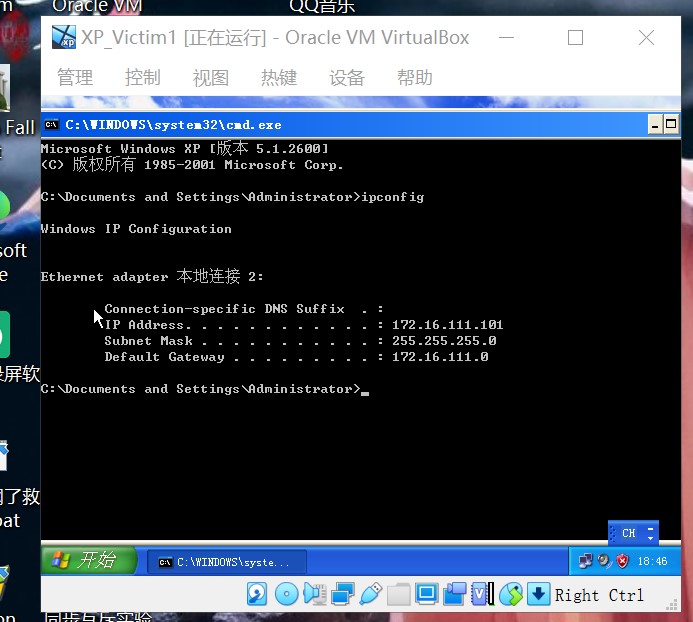 Oracle VM
QQ音乐
XP_Victim1 [正在运行] - Oracle VM VirtualBox
管理 控制 视图 热键 设备 帮助
Fall
C:\WINDOWS\system32\cmd.exe
Microsoft Windows XP [版本 5.1.2600]
(C) 版权所有 1985-2001 Microsoft Corp.
C:\Documents and Settings\Administrator>ipconfig
Windows IP Configuration
Ethernet adapter 本地连接 2:
Connection-specific DNS Suffix  . :
IP Address. . . . . . . . . . . . : 172.16.111.101
Subnet Mask . . . . . . . . . . . : 255.255.255.0
Default Gateway . . . . . . . . . : 172.16.111.0
C:\Documents and Settings\Administrator>_
soft
e
录屏软
了救
bat
CH
开始
C:\WINDOWS\syste...
18:46
Right Ctrl
同步互斥实验